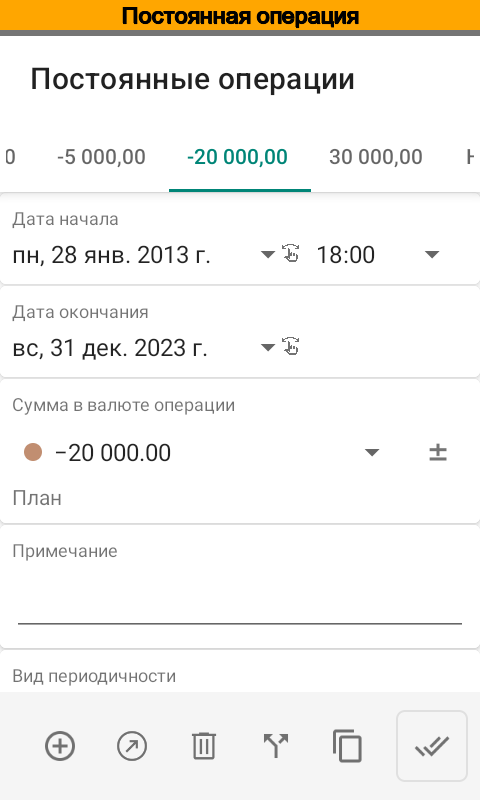 Постоянная операция
Постоянные операции
0 -5 000,00 -20 000,00 30 000,00
Дата начала
пн, 28 янв. 2013 г. 18:00
Дата окончания
вс, 31 дек. 2023 г.
Сумма в валюте операции
−20 000.00 ±
План
Примечание
Вид периодичности